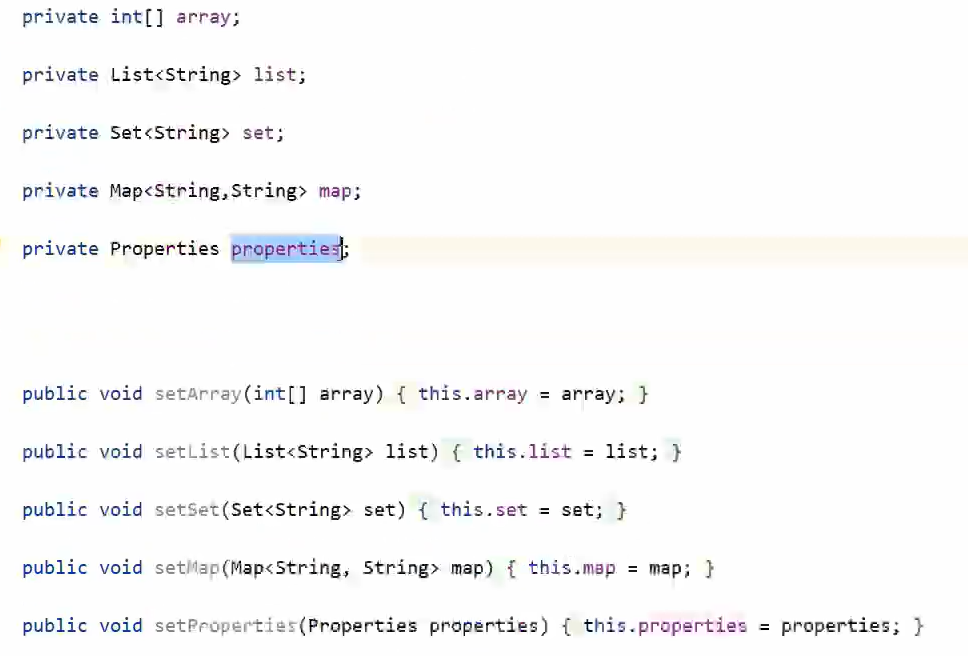 private int[] array;
private List<String> list;
private Set<String> set;
private Map<String,String> map;
private Properties properties;
public void setArray(int[] array) { this.array = array; }
public void setList(List<String> list) { this.list = list; }
public void setSet(Set<String> set) { this.set = set; }
public void setMap(Map<String, String> map) { this.map = map; }
public void setProperties(Properties properties) { this.properties = properties; }